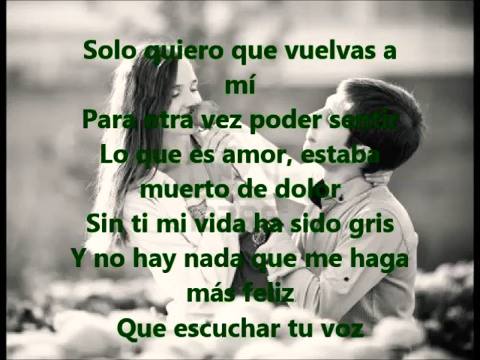 Solo quiero que vuelvas a
mí
Para otra vez poder sentir
Lo que es amor, estaba
muerto de dolor
Sin ti mi vida ha sido gris
Y no hay nada que me haga
más feliz
Que escuchar tu voz